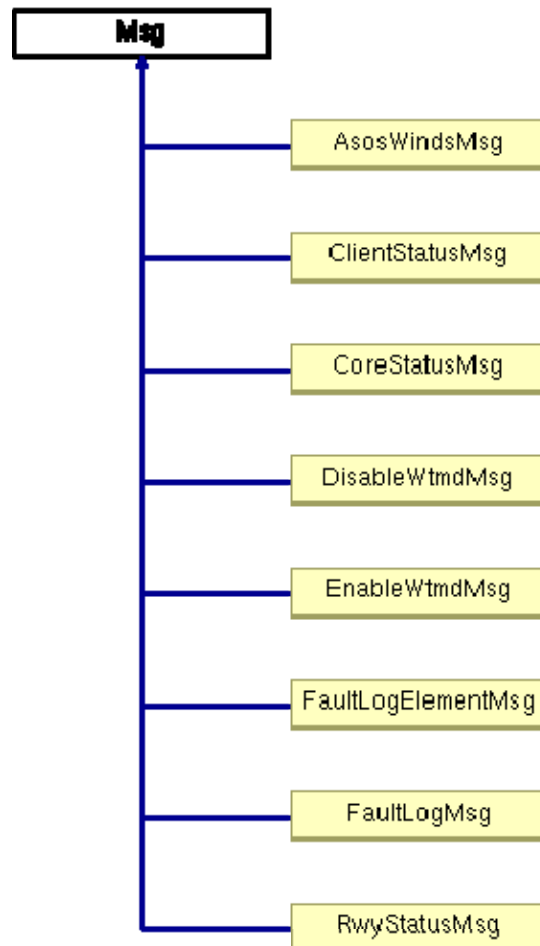 Msg
AsosWindsMsg
ClientStatusMsg
CoreStatusMsg
DisableWtmdMsg
EnableWtmdMsg
FaultLogElementMsg
FaultLogMsg
RwyStatusMsg